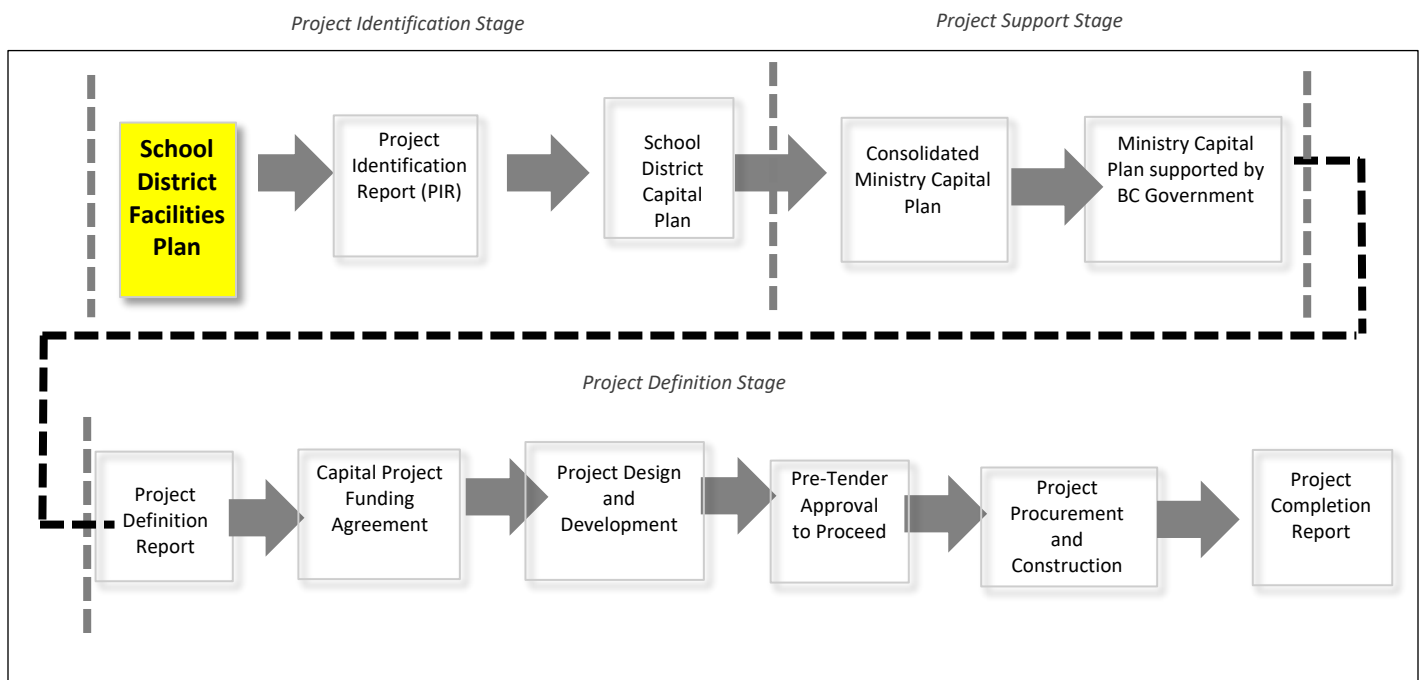 Project Identification Stage
Project Support Stage
School
District
Facilities
Plan
Project
Identification
Report (PIR)
School
District
Capital
Plan
Consolidated
Ministry Capital
Plan
Ministry Capital
Plan supported by
BC Government
Project Definition Stage
Project
Definition
Report
Capital Project
Funding
Agreement
Project Design
and
Development
Pre-Tender
Approval
to Proceed
Project
Procurement
and
Construction
Project
Completion
Report